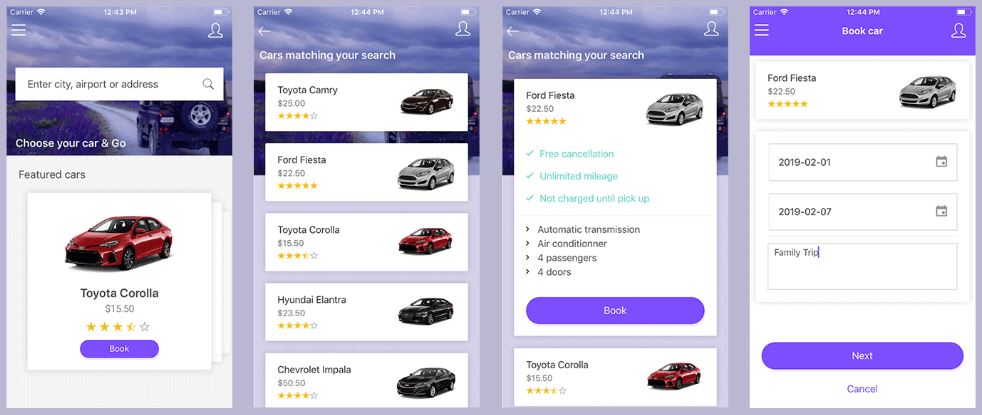 Carrier 12:43 PM
Enter city, airport or address
Choose your car & Go
Featured cars
Toyota Corolla
$15.50
Book
Carrier 12:44 PM
Cars matching your search
Toyota Camry
$25.00
Ford Fiesta
$22.50
Toyota Corolla
$15.50
Hyundai Elantra
$23.50
Chevrolet Impala
$50.50
Carrier 12:44 PM
Cars matching your search
Ford Fiesta
$22.50
Free cancellation
Unlimited mileage
Not charged until pick up
Automatic transmission
Air conditionner
4 passengers
4 doors
Book
Toyota Corolla
$15.50
Carrier 12:44 PM
Book car
Ford Fiesta
$22.50
2019-02-01
2019-02-07
Family Trip
Next
Cancel